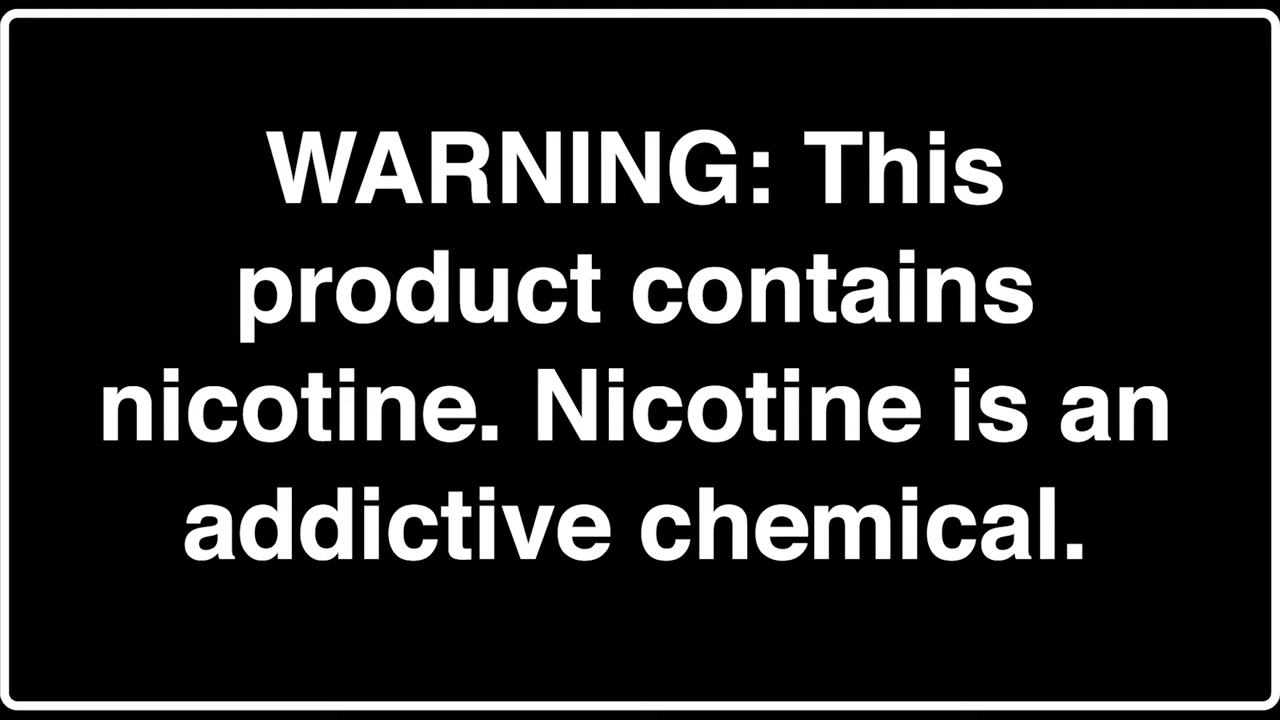 WARNING: This
product contains
nicotine. Nicotine is an
addictive chemical.